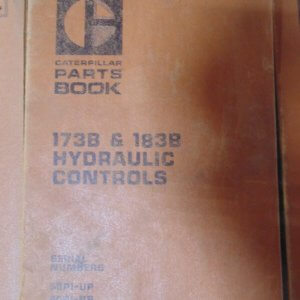 CATERPILLAR
PARTS
BOOK
173B & 183B
HYDRAULIC
CONTROLS
SERIAL
NUMBERS